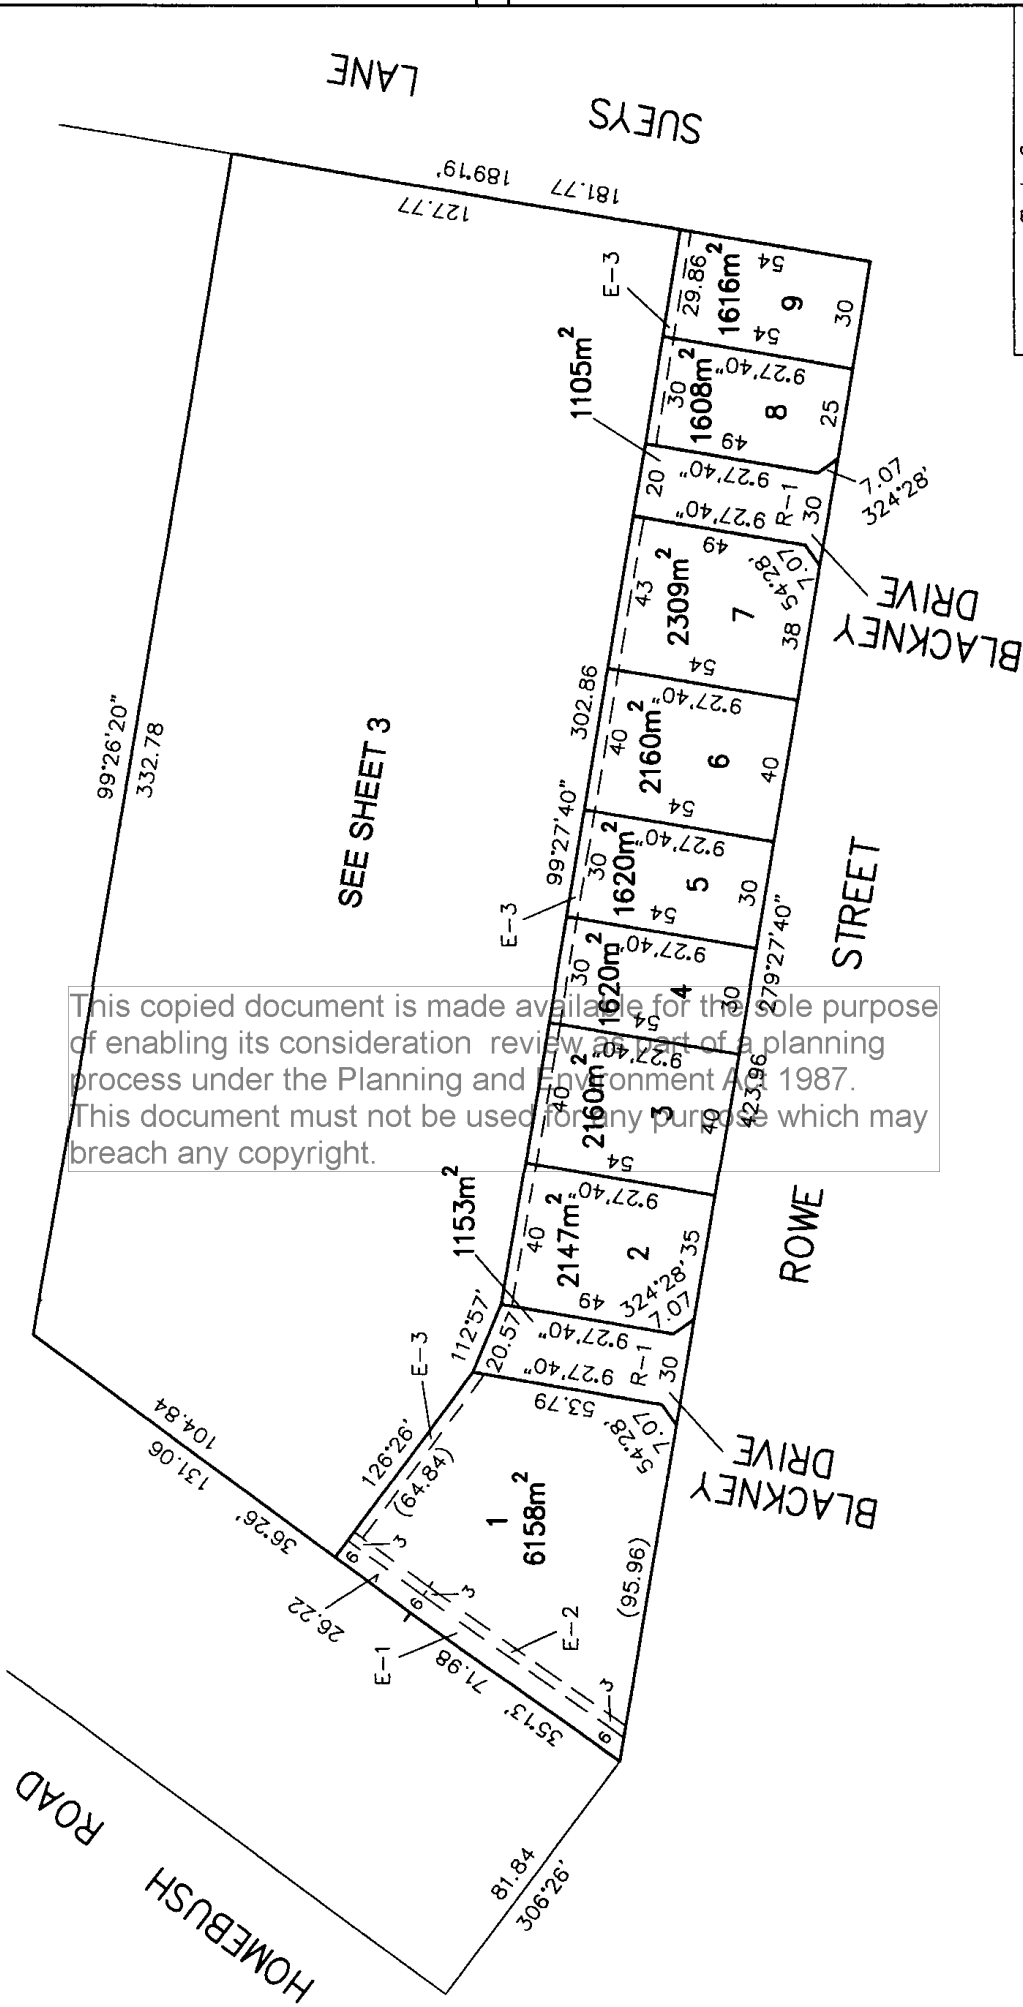 LANE
SUEYS
189°19'
181.77
127.77
E-3
29.86
1616m²
54
9
54
30
1105m²
30
1608m²
9°27'40"
8
49
25
20
9°27'40"
9°27'40"
R-1
30
7.07
324°28'
BLACKNEY
DRIVE
99°26'20"
332.78
SEE SHEET 3
43
2309m²
49
7
54°28'
7.07
54
38
302.86
99°27'40"
40
2160m²
9°27'40"
6
54
40
E-3
30
1620m²
9°27'40"
5
54
30
STREET
279°27'40"
423.96
30
1620m²
9°27'40"
4
54
30
This copied document is made available for the sole purpose
of enabling its consideration review as part of a planning
process under the Planning and Environment Act 1987.
This document must not be used for any purpose which may
breach any copyright.
40
2160m²
9°27'40"
3
54
40
ROWE
1153m²
40
2147m²
9°27'40"
2
49
324°28'
7.07
35
112°57'
20.57
9°27'40"
9°27'40"
R-1
30
BLACKNEY
DRIVE
E-3
126°26'
(64.84)
53.79
54°28'
7.07
1
6158m²
(95.96)
104.84
131.06
36°26'
26.22
6
3
6
3
E-1
E-2
71.98
35°13'
6
3
81.84
306°26'
ROAD
HOMEBUSH